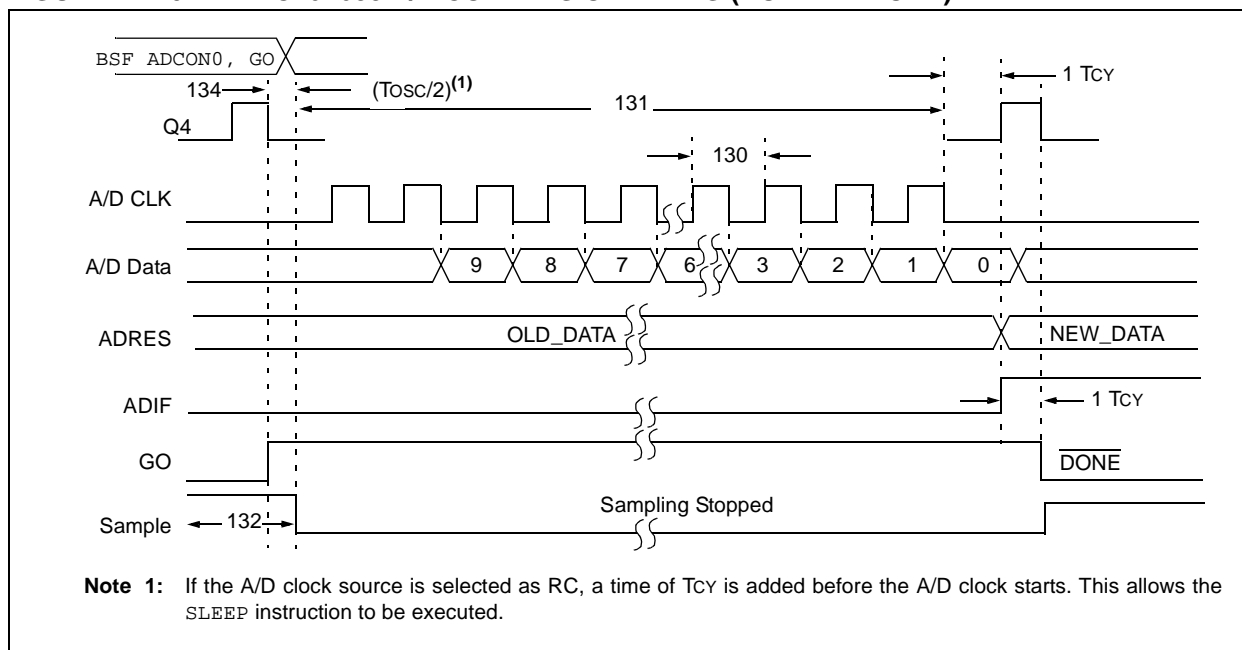 BSF ADCON0, GO
134
(TOSC/2)(1)
131
1 TCY
Q4
130
A/D CLK
A/D Data
9 8 7 6 3 2 1 0
ADRES
OLD_DATA
NEW_DATA
ADIF
1 TCY
GO
DONE
Sampling Stopped
Sample
132
Note 1: If the A/D clock source is selected as RC, a time of TCY is added before the A/D clock starts. This allows the
SLEEP instruction to be executed.